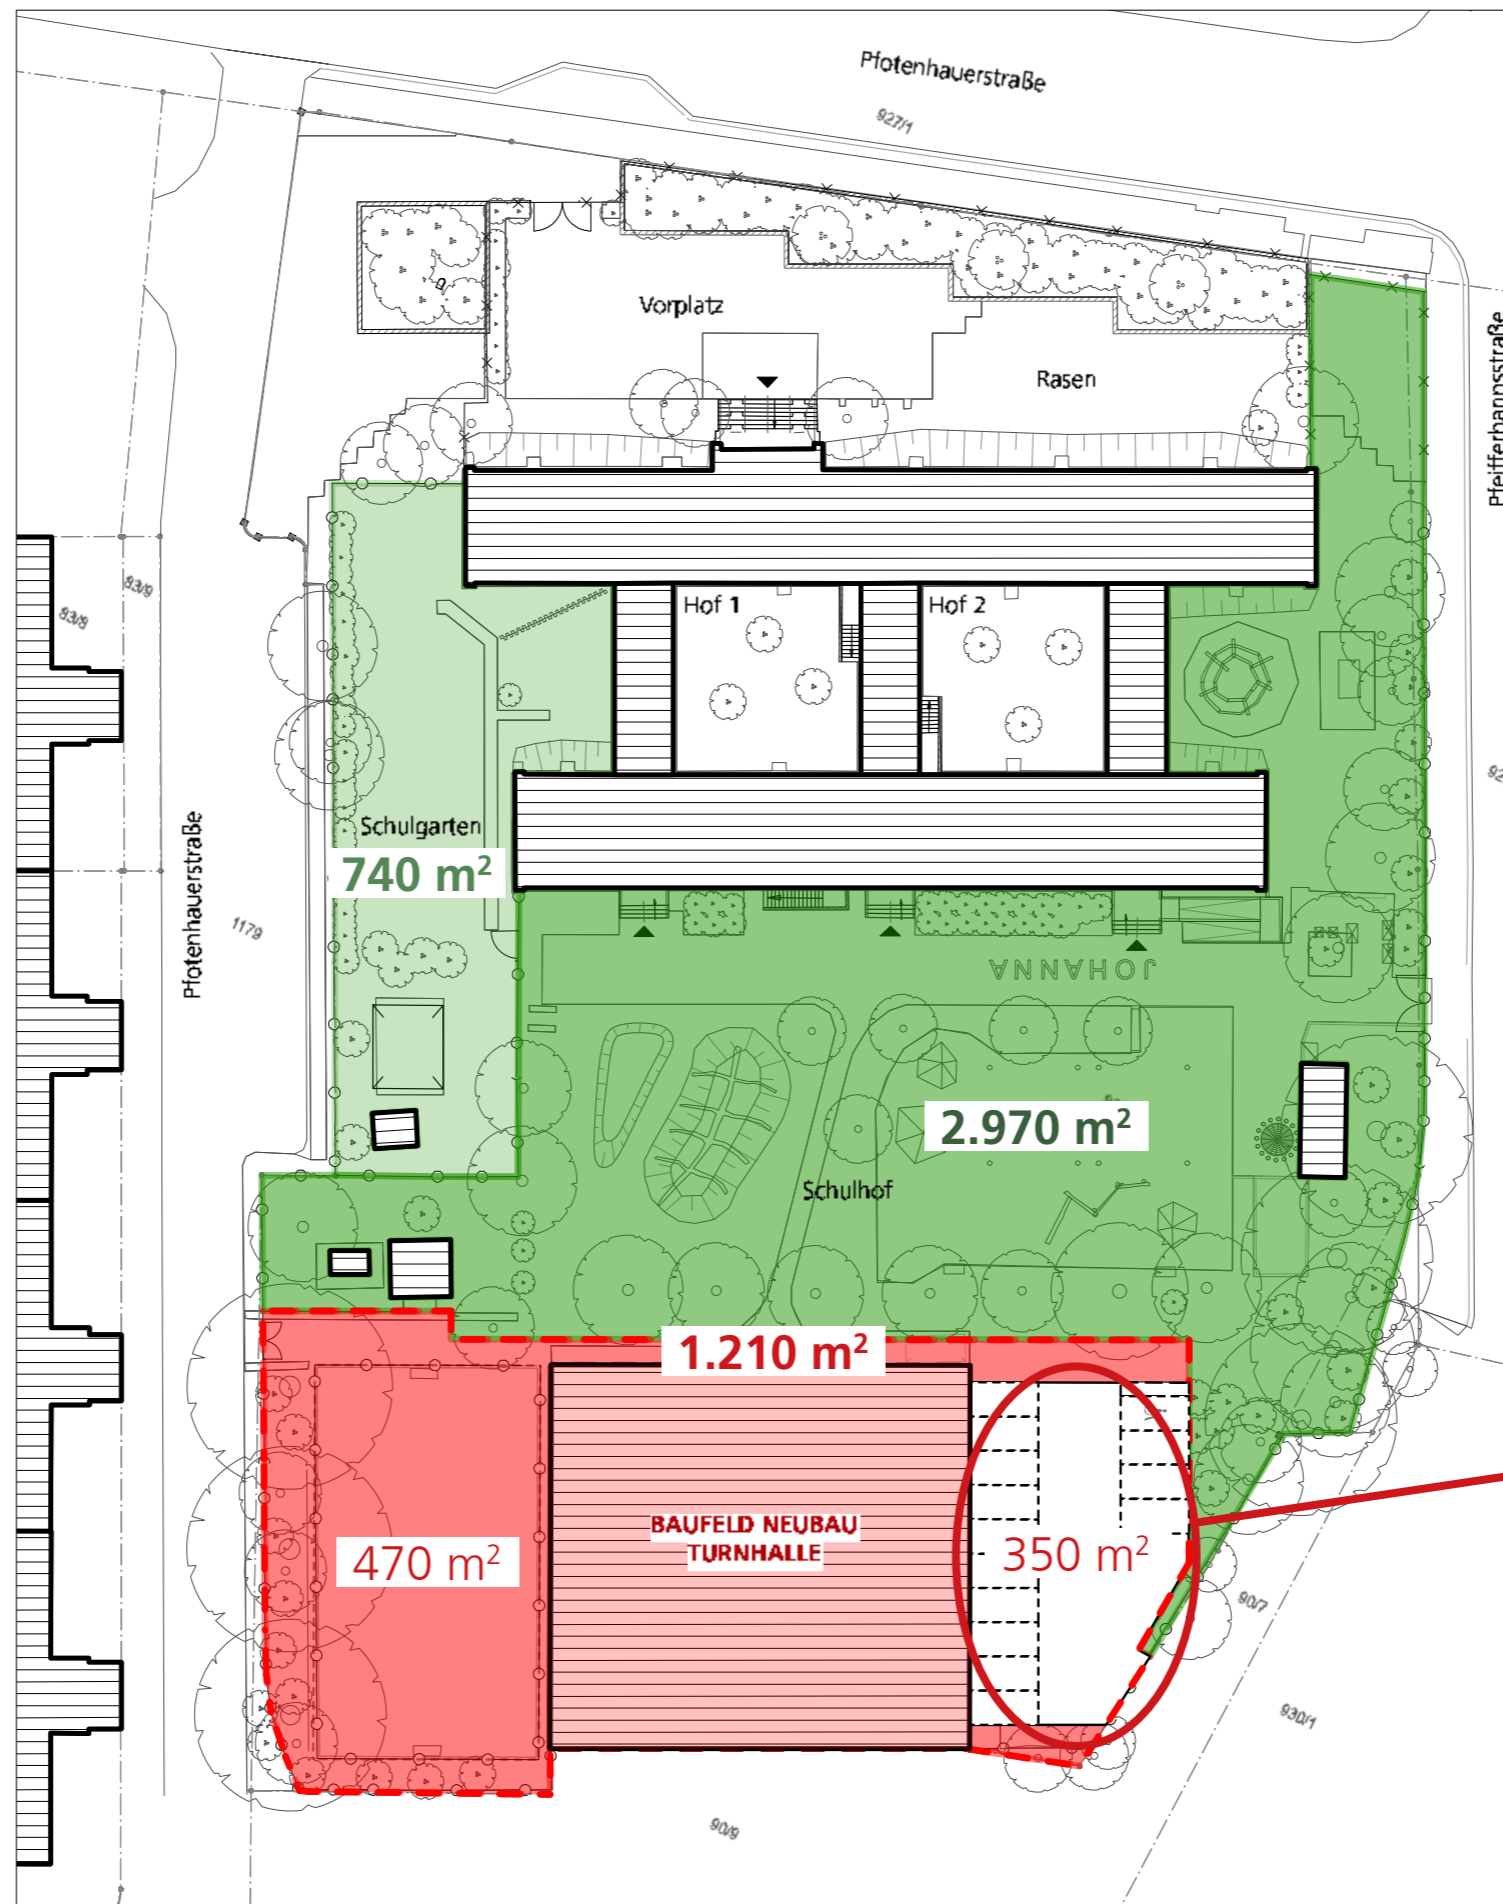 Pfotenhauerstraße
927/1
Vorplatz
Rasen
Pfeifferhannsstraße
Hof 1
Hof 2
93/9
93/8
Schulgarten
740 m²
Pfotenhauerstraße
1179
JOHANNA
2.970 m²
Schulhof
1.210 m²
BAUFELD NEUBAU
TURNHALLE
470 m²
350 m²
90/7
930/1
90/9